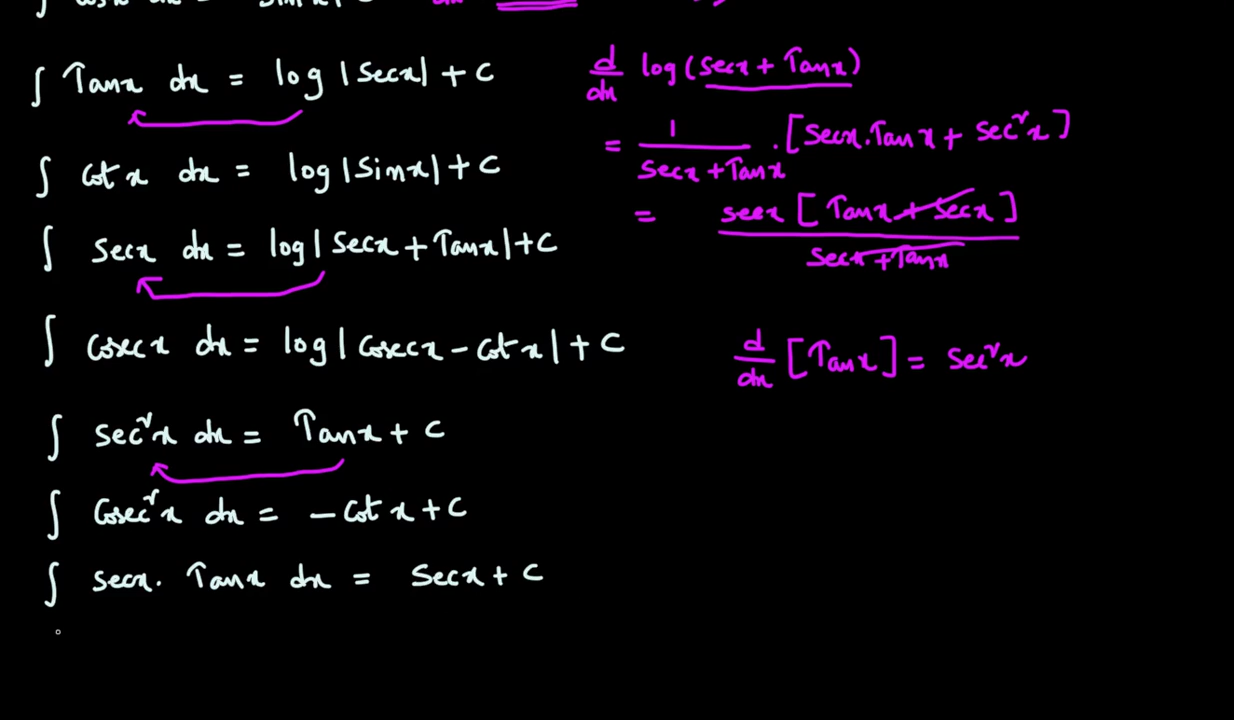 ∫ Tanx dx = log |Secx| + C
∫ cot x dx = log |Sinx| + C
∫ secx dx = log | Secx + Tanx | + C
∫ cosecx dx = log | cosecx - cot x | + C
∫ sec²x dx = Tanx + C
∫ Cosec²x dx = - cot x + C
∫ secx. Tanx dx = Secx + C
d/dx log (secx + Tanx)
= 1/(secx + Tanx) . [secx.Tanx + sec²x]
= secx [Tanx + secx] / (secx + Tanx)
d/dx [Tanx] = sec²x